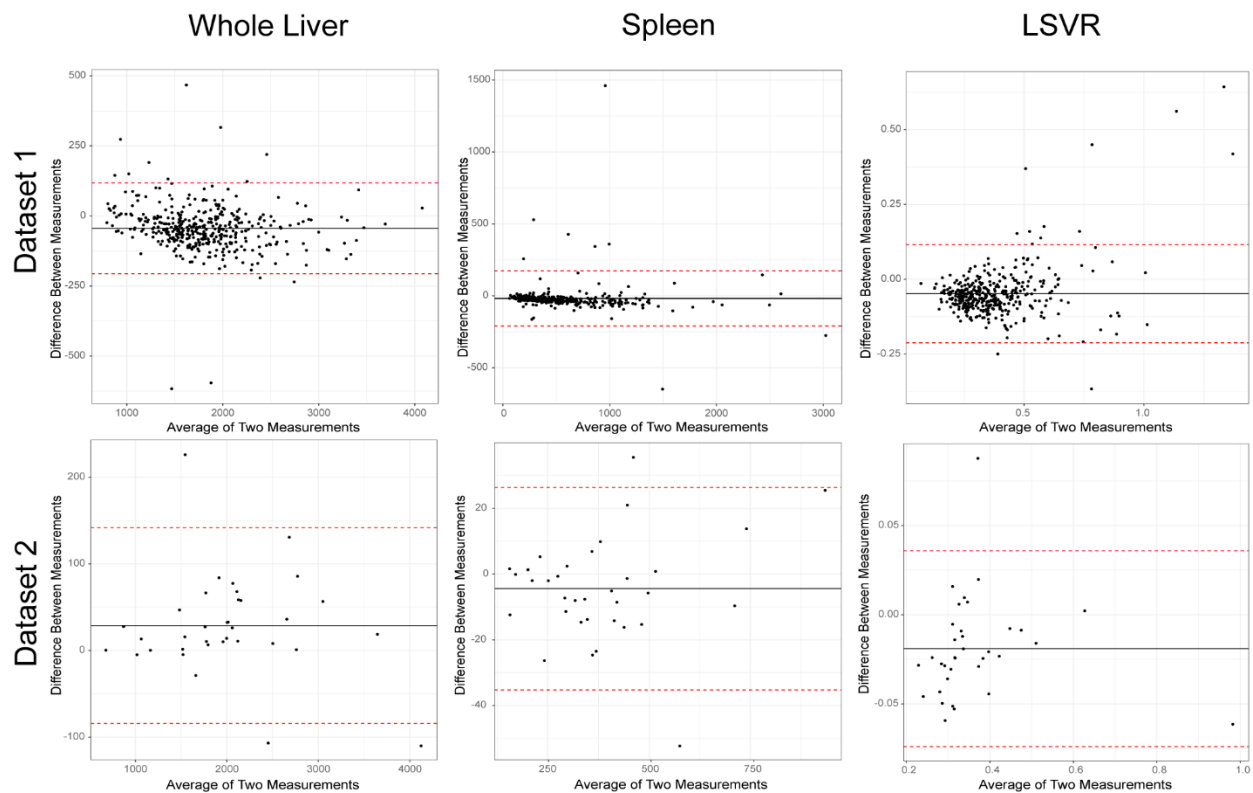 Whole Liver
Spleen
LSVR
Dataset 1
Difference Between Measurements
500
250
0
-250
-500
1000
2000
3000
4000
Average of Two Measurements
Difference Between Measurements
1500
1000
500
0
-500
0
1000
2000
3000
Average of Two Measurements
Difference Between Measurements
0.50
0.25
0.00
-0.25
0.5
1.0
Average of Two Measurements
Dataset 2
Difference Between Measurements
200
100
0
-100
1000
2000
3000
4000
Average of Two Measurements
Difference Between Measurements
20
0
-20
-40
250
500
750
Average of Two Measurements
Difference Between Measurements
0.05
0.00
-0.05
0.2
0.4
0.6
0.8
1.0
Average of Two Measurements